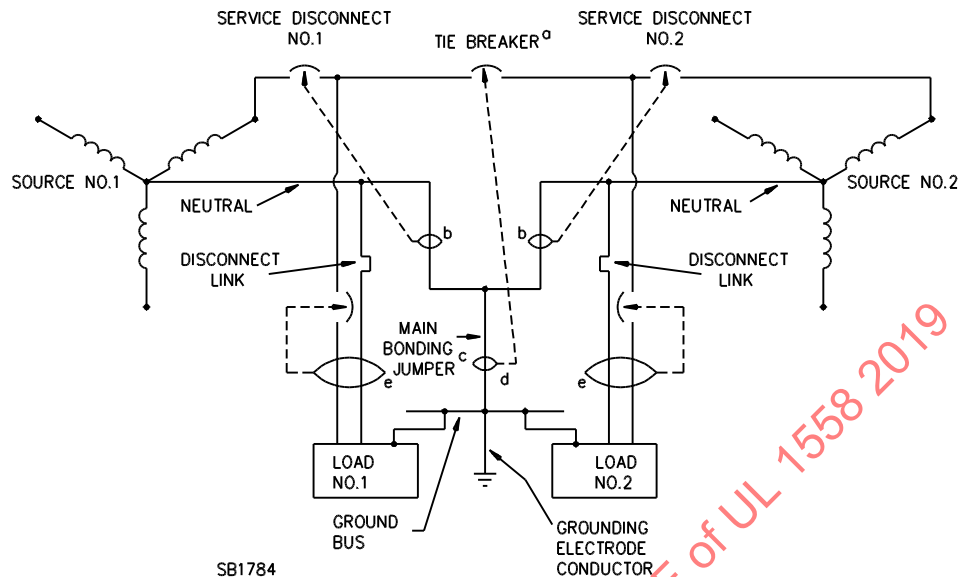 SERVICE DISCONNECT
NO.1
TIE BREAKER a
SERVICE DISCONNECT
NO.2
SOURCE NO.1
NEUTRAL
b
b
NEUTRAL
SOURCE NO.2
DISCONNECT
LINK
DISCONNECT
LINK
MAIN
BONDING
JUMPER
c
d
e
e
LOAD
NO.1
LOAD
NO.2
GROUND
BUS
GROUNDING
ELECTRODE
CONDUCTOR
SB1784
of UL 1558 2019